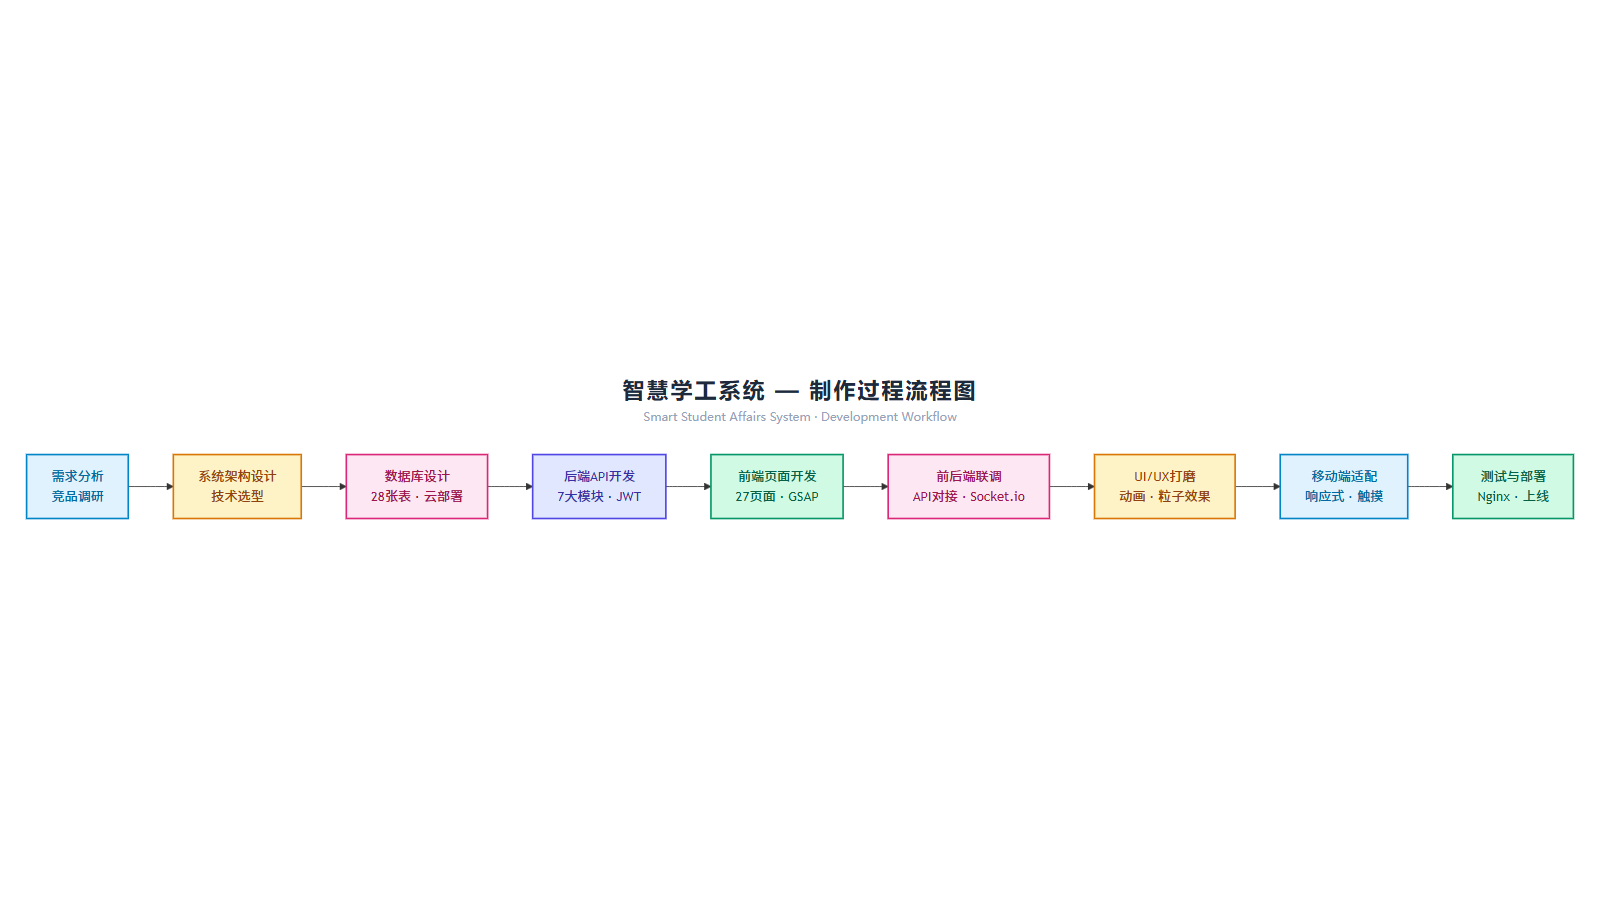 智慧学工系统 — 制作过程流程图
Smart Student Affairs System · Development Workflow
需求分析
竞品调研
系统架构设计
技术选型
数据库设计
28张表 · 云部署
后端API开发
7大模块 · JWT
前端页面开发
27页面 · GSAP
前后端联调
API对接 · Socket.io
UI/UX打磨
动画 · 粒子效果
移动端适配
响应式 · 触摸
测试与部署
Nginx · 上线